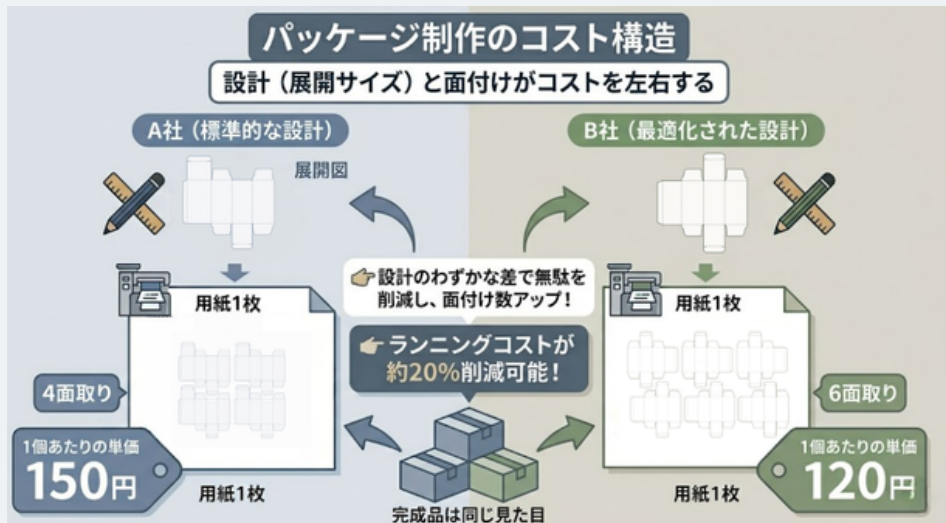 パッケージ制作のコスト構造
設計（展開サイズ）と面付けがコストを左右する
A社（標準的な設計）
展開図
用紙1枚
4面取り
1個あたりの単価
150円
用紙1枚
設計のわずかな差で無駄を
削減し、面付け数アップ！
ランニングコストが
約20%削減可能！
完成品は同じ見た目
B社（最適化された設計）
用紙1枚
6面取り
1個あたりの単価
120円
用紙1枚